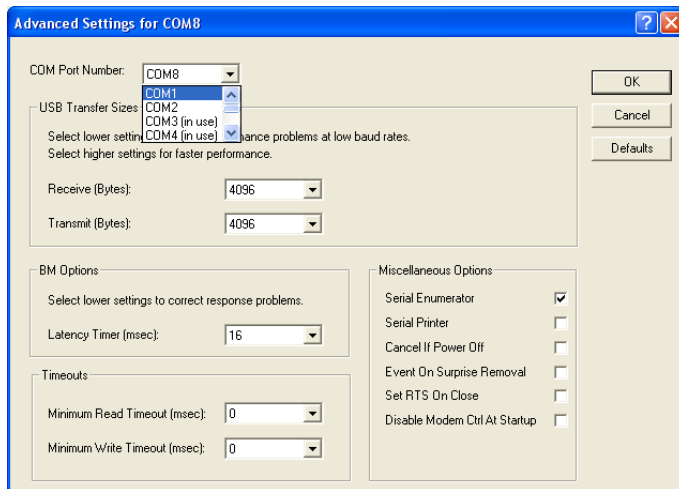 Advanced Settings for COM8
COM Port Number: COM8
COM1
COM2
COM3 (in use)
COM4 (in use)
OK
Cancel
Defaults
USB Transfer Sizes
Select lower settin mance problems at low baud rates.
Select higher settings for faster performance.
Receive (Bytes): 4096
Transmit (Bytes): 4096
BM Options
Select lower settings to correct response problems.
Latency Timer (msec): 16
Timeouts
Minimum Read Timeout (msec): 0
Minimum Write Timeout (msec): 0
Miscellaneous Options
Serial Enumerator
Serial Printer
Cancel If Power Off
Event On Surprise Removal
Set RTS On Close
Disable Modem Ctrl At Startup